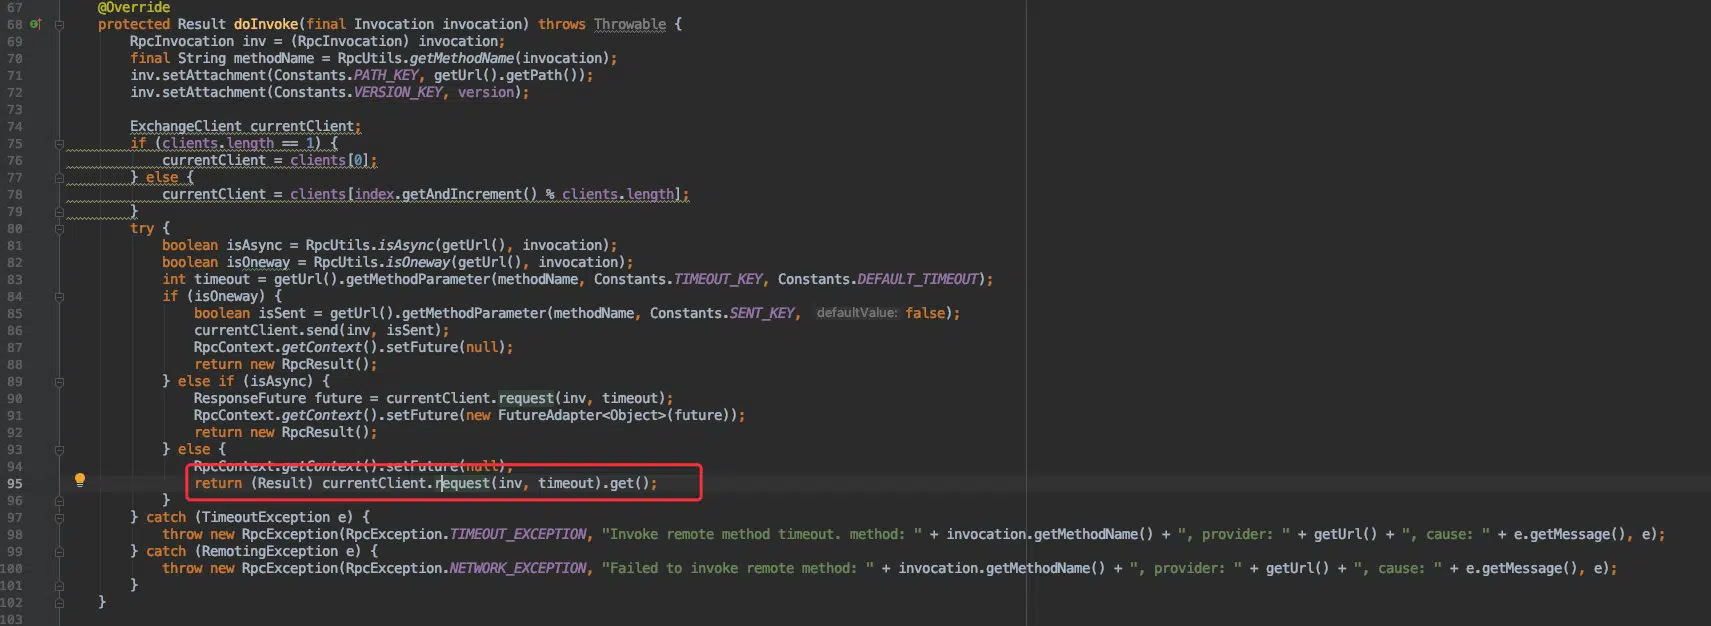 67 @Override
68 protected Result doInvoke(final Invocation invocation) throws Throwable {
69 RpcInvocation inv = (RpcInvocation) invocation;
70 final String methodName = RpcUtils.getMethodName(invocation);
71 inv.setAttachment(Constants.PATH_KEY, getUrl().getPath());
72 inv.setAttachment(Constants.VERSION_KEY, version);
73
74 ExchangeClient currentClient;
75 if (clients.length == 1) {
76 currentClient = clients[0];
77 } else {
78 currentClient = clients[index.getAndIncrement() % clients.length];
79 }
80 try {
81 boolean isAsync = RpcUtils.isAsync(getUrl(), invocation);
82 boolean isOneway = RpcUtils.isOneway(getUrl(), invocation);
83 int timeout = getUrl().getMethodParameter(methodName, Constants.TIMEOUT_KEY, Constants.DEFAULT_TIMEOUT);
84 if (isOneway) {
85 boolean isSent = getUrl().getMethodParameter(methodName, Constants.SENT_KEY, defaultValue: false);
86 currentClient.send(inv, isSent);
87 RpcContext.getContext().setFuture(null);
88 return new RpcResult();
89 } else if (isAsync) {
90 ResponseFuture future = currentClient.request(inv, timeout);
91 RpcContext.getContext().setFuture(new FutureAdapter<Object>(future));
92 return new RpcResult();
93 } else {
94 RpcContext.getContext().setFuture(null);
95 return (Result) currentClient.request(inv, timeout).get();
96 }
97 } catch (TimeoutException e) {
98 throw new RpcException(RpcException.TIMEOUT_EXCEPTION, "Invoke remote method timeout. method: " + invocation.getMethodName() + ", provider: " + getUrl() + ", cause: " + e.getMessage(), e);
99 } catch (RemotingException e) {
100 throw new RpcException(RpcException.NETWORK_EXCEPTION, "Failed to invoke remote method: " + invocation.getMethodName() + ", provider: " + getUrl() + ", cause: " + e.getMessage(), e);
101 }
102 }
103